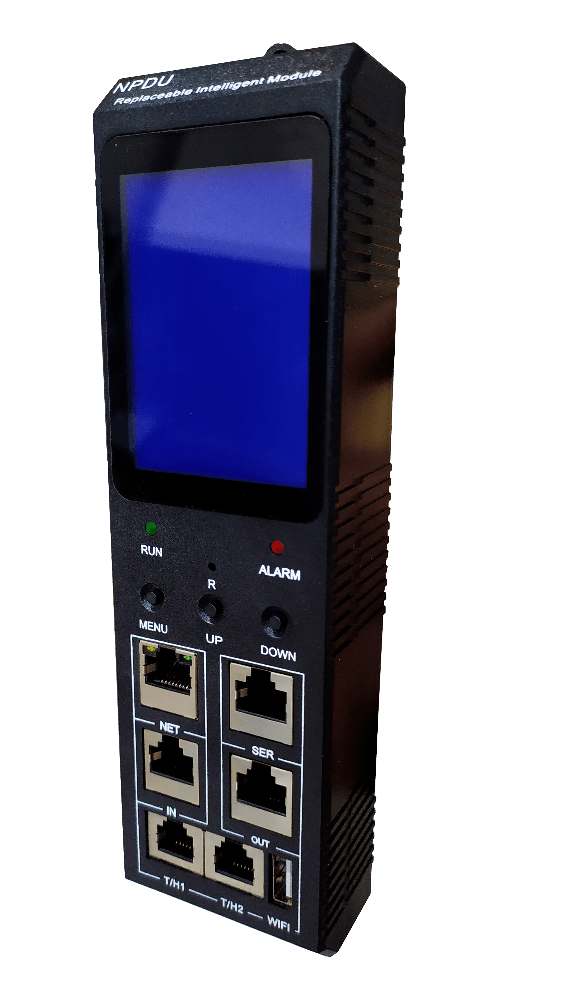 NPDU
Replaceable Intelligent Module
RUN
ALARM
R
MENU
UP
DOWN
NET
SER
IN
OUT
T/H1
T/H2
WIFI